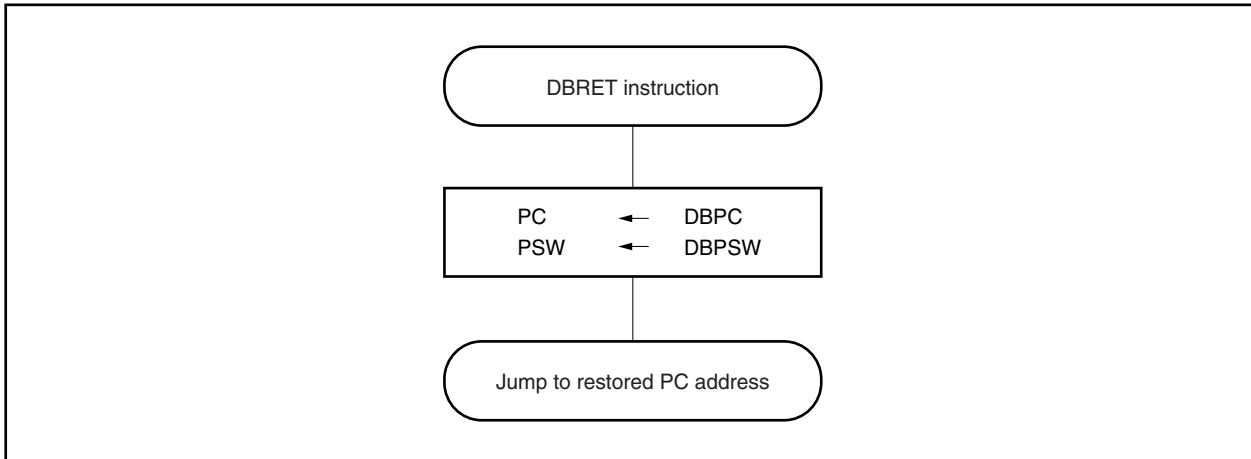 DBRET instruction
PC ← DBPC
PSW ← DBPSW
Jump to restored PC address